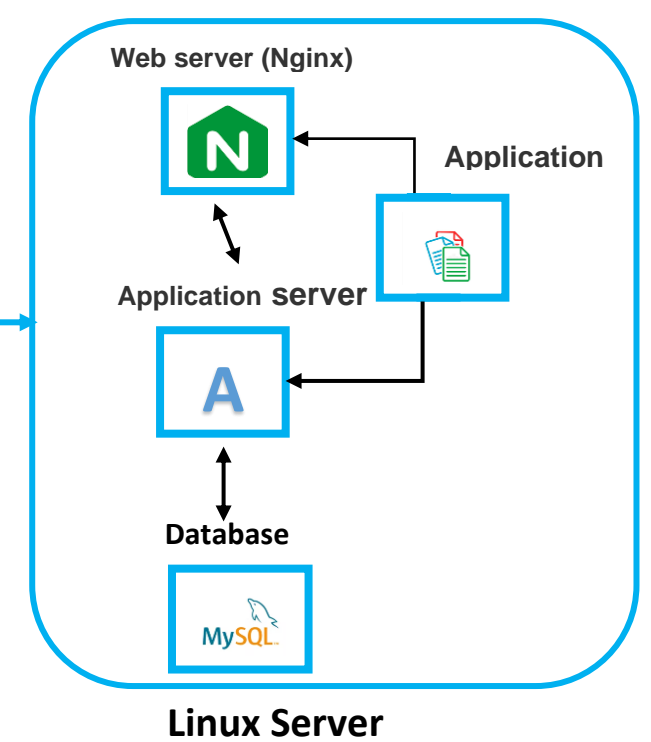 Web server (Nginx)
N
Application
Application server
A
Database
MySQL
Linux Server